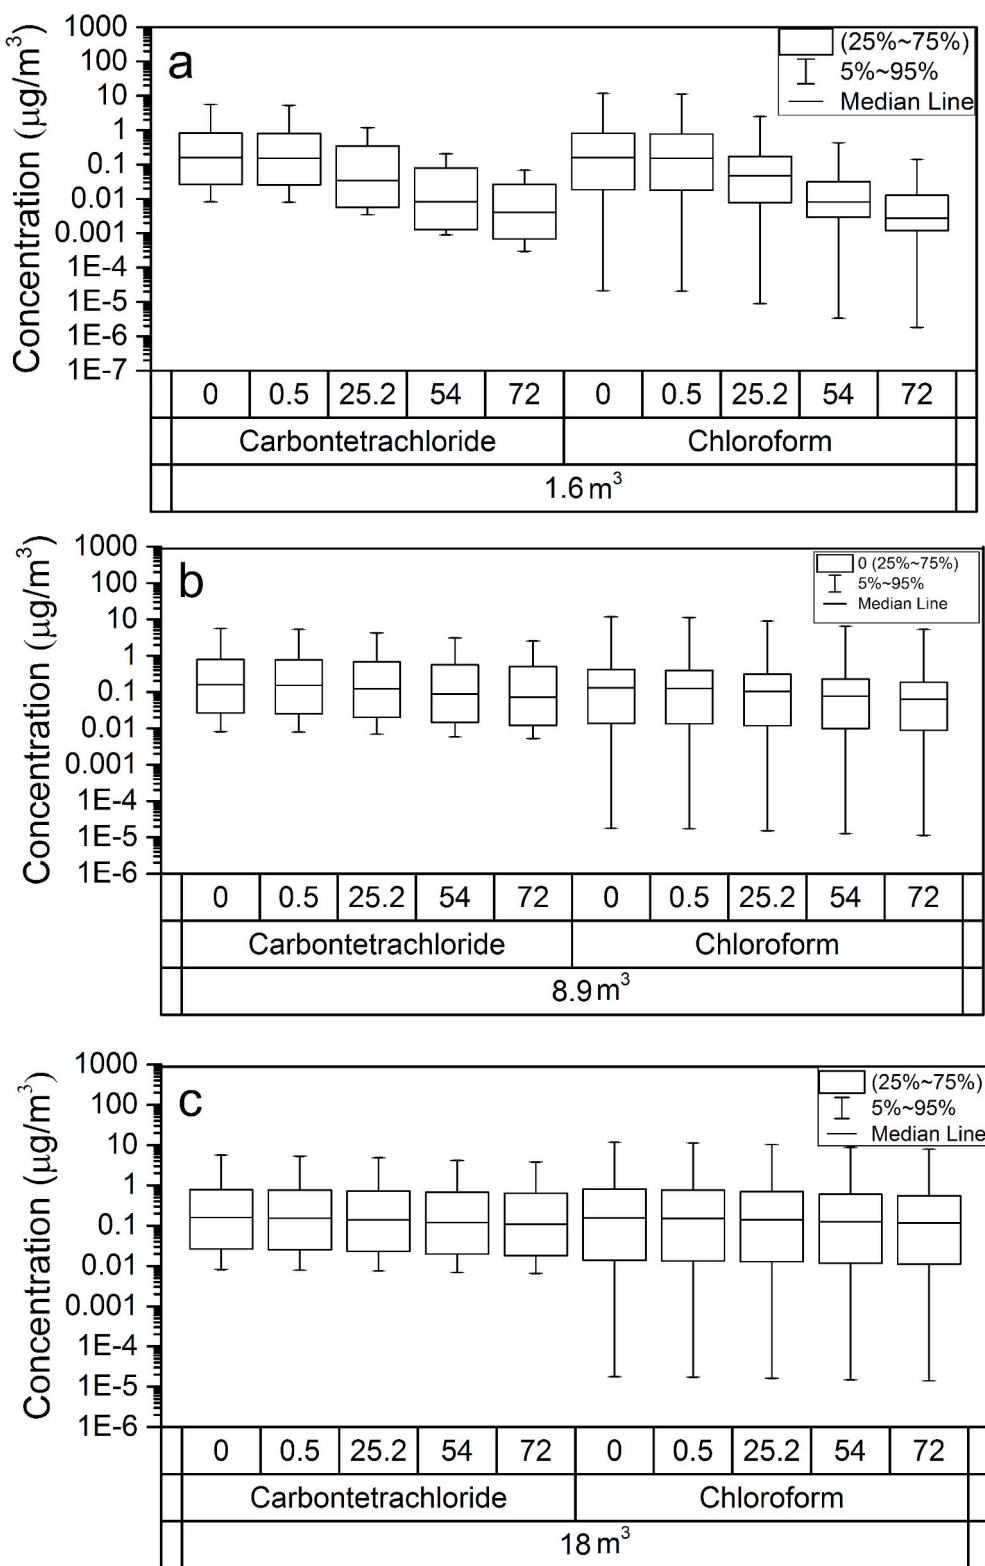 Concentration (μg/m³)
1000
100
10
1
0.1
0.01
0.001
1E-4
1E-5
1E-6
1E-7
a
(25%~75%)
5%~95%
Median Line
0 0.5 25.2 54 72 0 0.5 25.2 54 72
Carbontetrachloride Chloroform
1.6 m³
Concentration (μg/m³)
1000
100
10
1
0.1
0.01
0.001
1E-4
1E-5
1E-6
b
0 (25%~75%)
5%~95%
Median Line
0 0.5 25.2 54 72 0 0.5 25.2 54 72
Carbontetrachloride Chloroform
8.9 m³
Concentration (μg/m³)
1000
100
10
1
0.1
0.01
0.001
1E-4
1E-5
1E-6
c
(25%~75%)
5%~95%
Median Line
0 0.5 25.2 54 72 0 0.5 25.2 54 72
Carbontetrachloride Chloroform
18 m³